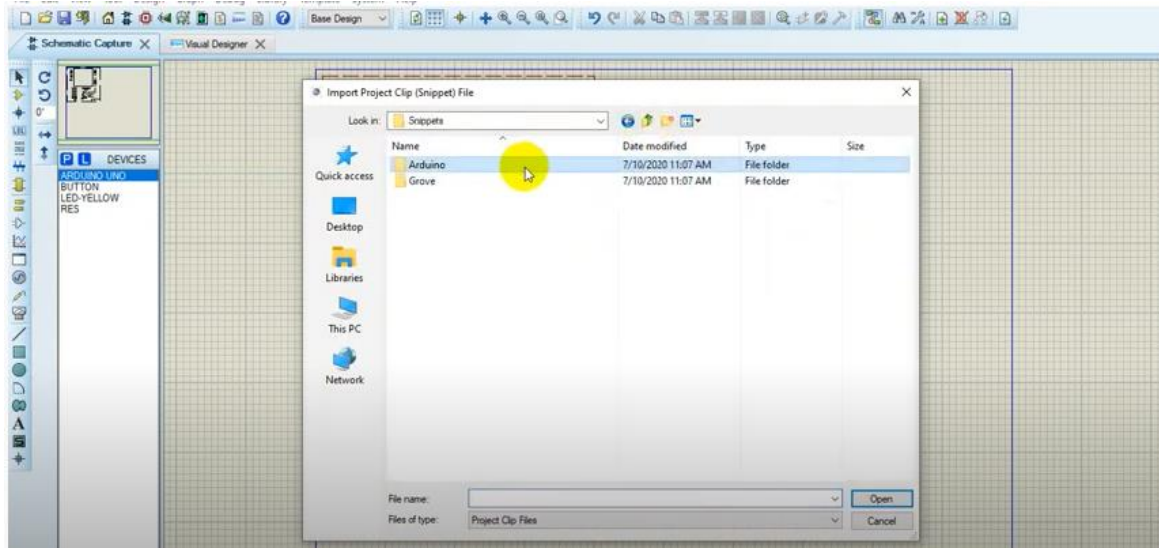 Base Design
Schematic Capture
Visual Designer
Import Project Clip (Snippet) File
Look in:
Snippets
Name Date modified Type Size
Arduino 7/10/2020 11:07 AM File folder
Grove 7/10/2020 11:07 AM File folder
Quick access
Desktop
Libraries
This PC
Network
File name:
Open
Files of type:
Project Clip Files
Cancel
0°
P L DEVICES
ARDUINO UNO
BUTTON
LED-YELLOW
RES
LBL
A
S